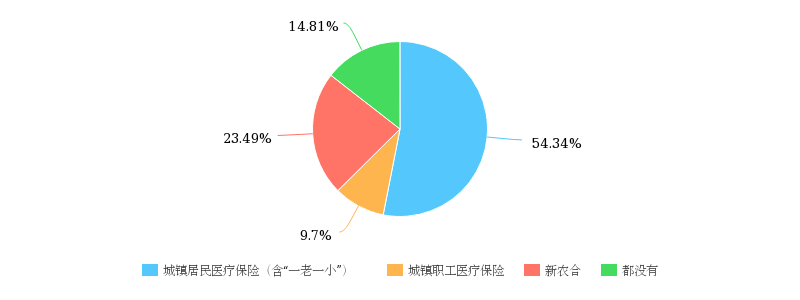 14.81%
23.49%
54.34%
9.7%
城镇居民医疗保险（含“一老一小”） 城镇职工医疗保险 新农合 都没有